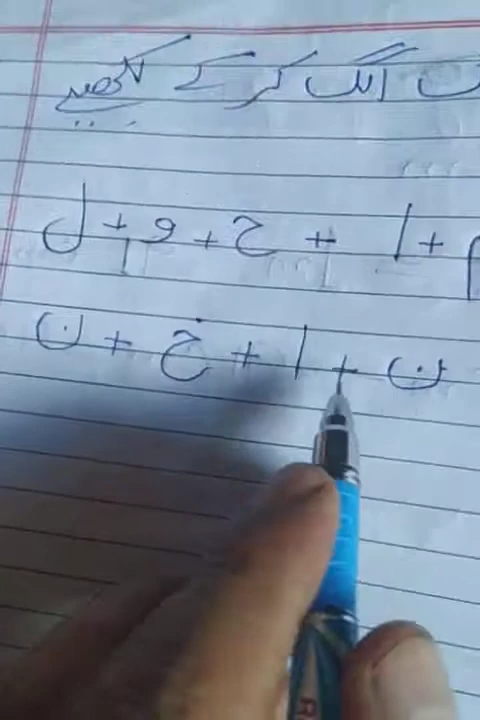 الگ کر کے لکھیے
م + ا + ح + و + ل
ن + ا + خ + ن